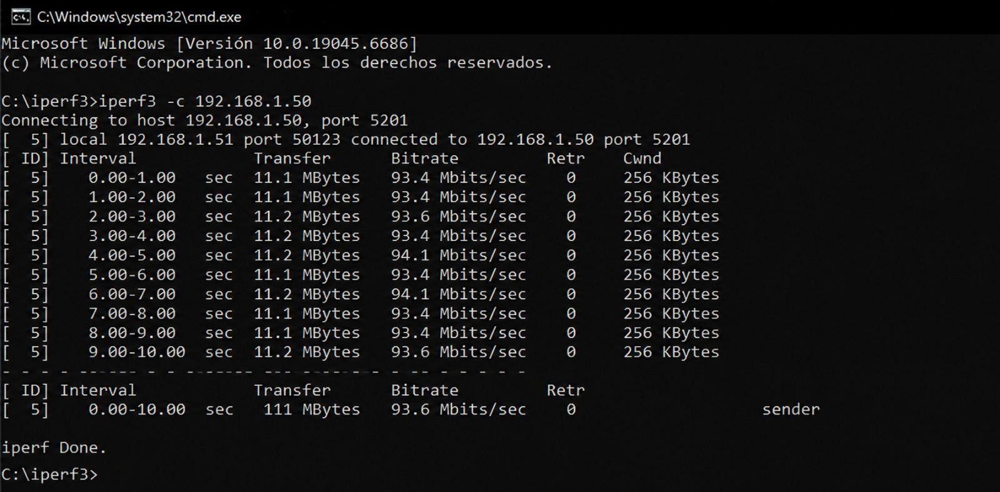 C:\Windows\system32\cmd.exe
Microsoft Windows [Versión 10.0.19045.6686]
(c) Microsoft Corporation. Todos los derechos reservados.
C:\iperf3>iperf3 -c 192.168.1.50
Connecting to host 192.168.1.50, port 5201
[  5] local 192.168.1.51 port 50123 connected to 192.168.1.50 port 5201
[ ID] Interval            Transfer      Bitrate         Retr    Cwnd
[  5]    0.00-1.00   sec  11.1 MBytes   93.4 Mbits/sec    0     256 KBytes
[  5]    1.00-2.00   sec  11.1 MBytes   93.4 Mbits/sec    0     256 KBytes
[  5]    2.00-3.00   sec  11.2 MBytes   93.6 Mbits/sec    0     256 KBytes
[  5]    3.00-4.00   sec  11.2 MBytes   93.4 Mbits/sec    0     256 KBytes
[  5]    4.00-5.00   sec  11.2 MBytes   94.1 Mbits/sec    0     256 KBytes
[  5]    5.00-6.00   sec  11.1 MBytes   93.4 Mbits/sec    0     256 KBytes
[  5]    6.00-7.00   sec  11.2 MBytes   94.1 Mbits/sec    0     256 KBytes
[  5]    7.00-8.00   sec  11.1 MBytes   93.4 Mbits/sec    0     256 KBytes
[  5]    8.00-9.00   sec  11.1 MBytes   93.4 Mbits/sec    0     256 KBytes
[  5]    9.00-10.00  sec  11.2 MBytes   93.6 Mbits/sec    0     256 KBytes
- - - - ------ - - ------- --- -------- - -- - - - - -
[ ID] Interval            Transfer      Bitrate         Retr
[  5]    0.00-10.00  sec   111 MBytes   93.6 Mbits/sec    0                   sender
iperf Done.
C:\iperf3>